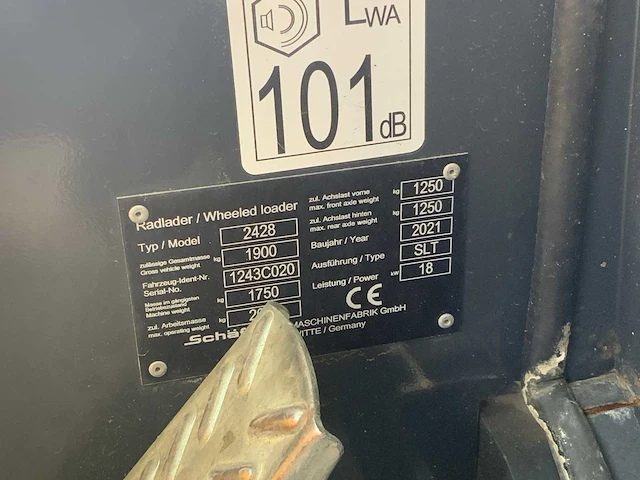 LWA
101 dB
Radlader / Wheeled loader
Typ / Model 2428
zulässige Gesamtmasse kg 1900
Gross vehicle weight
Fahrzeug-Ident-Nr. 1243C020
Serial-No.
Masse im gängigsten Betriebszustand kg 1750
Machine weight
zul. Arbeitsmasse kg
max. operating weight
zul. Achslast vorne kg 1250
max. front axle weight
zul. Achslast hinten kg 1250
max. rear axle weight
Baujahr / Year 2021
Ausführung / Type SLT
Leistung / Power kW 18
CE
MASCHINENFABRIK GmbH
/ Germany